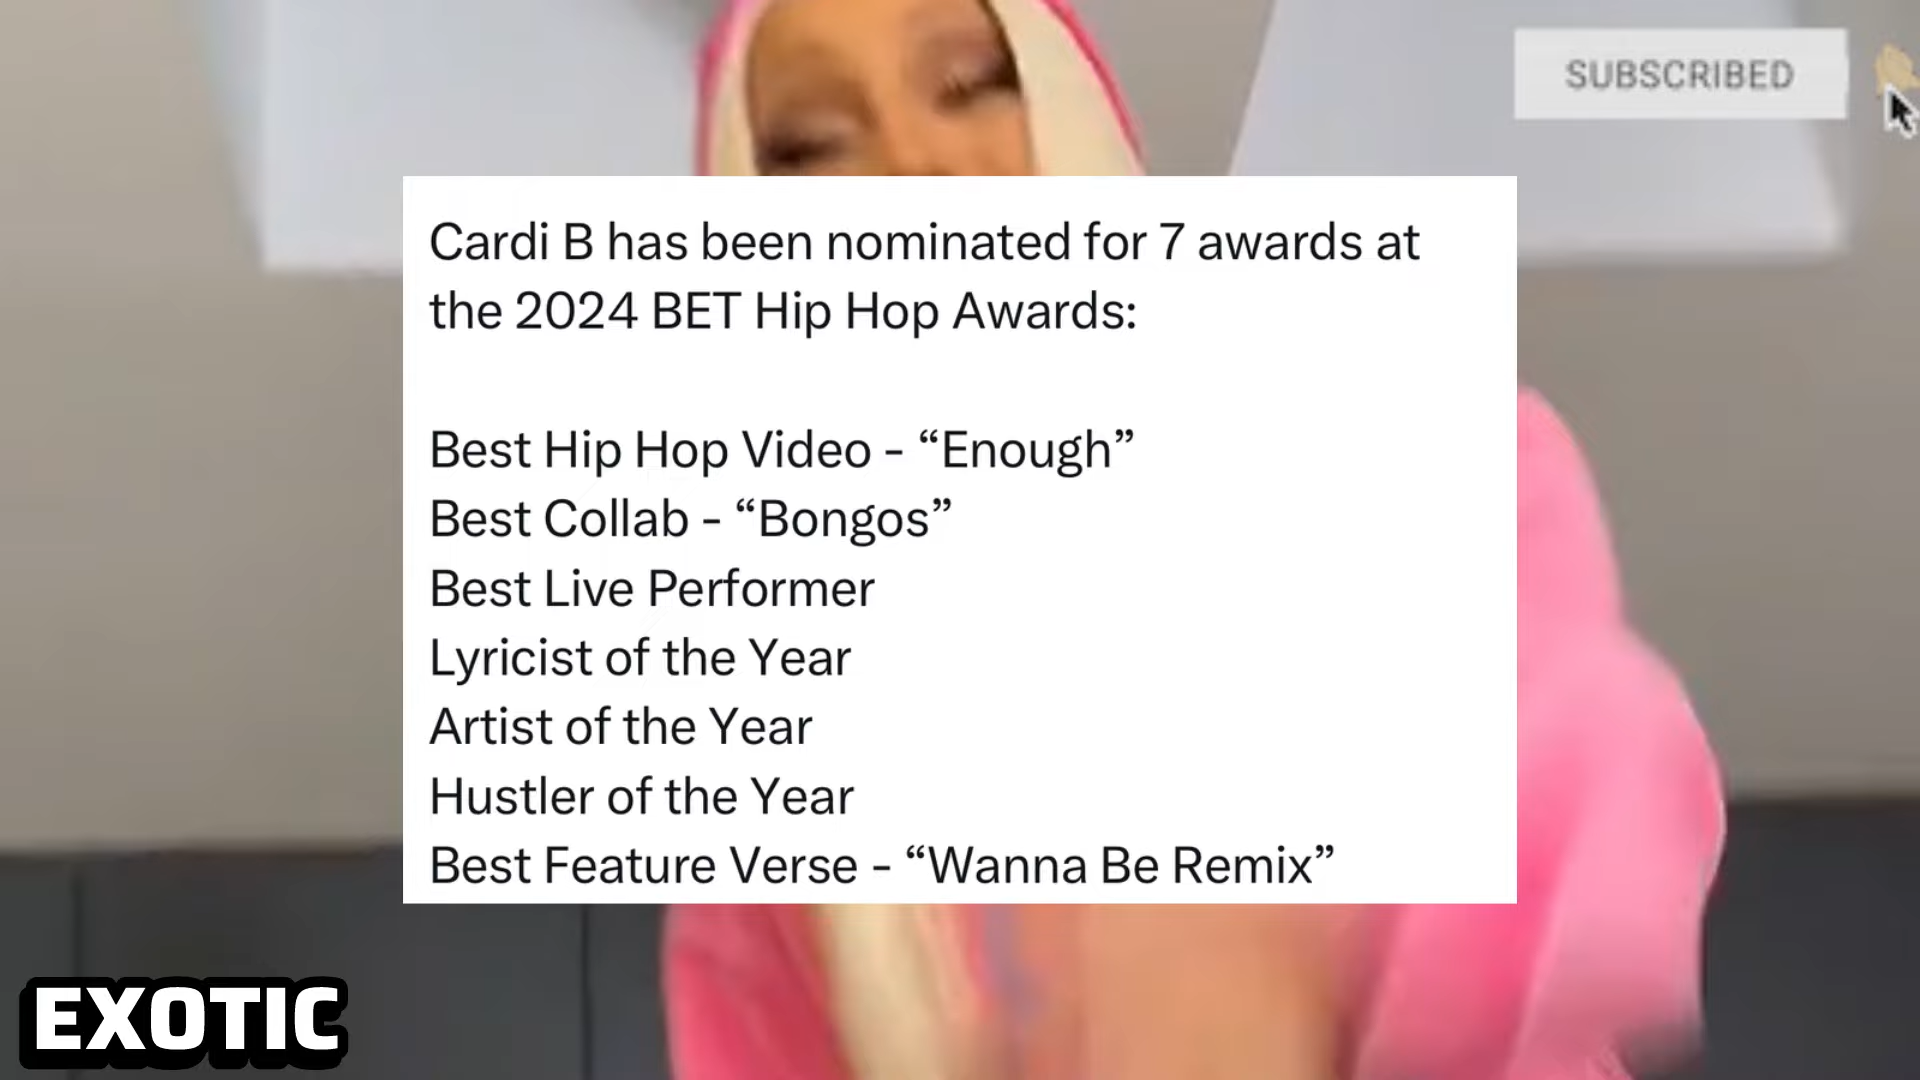 SUBSCRIBED
Cardi B has been nominated for 7 awards at
the 2024 BET Hip Hop Awards:
Best Hip Hop Video - “Enough”
Best Collab - “Bongos”
Best Live Performer
Lyricist of the Year
Artist of the Year
Hustler of the Year
Best Feature Verse - “Wanna Be Remix”
EXOTIC